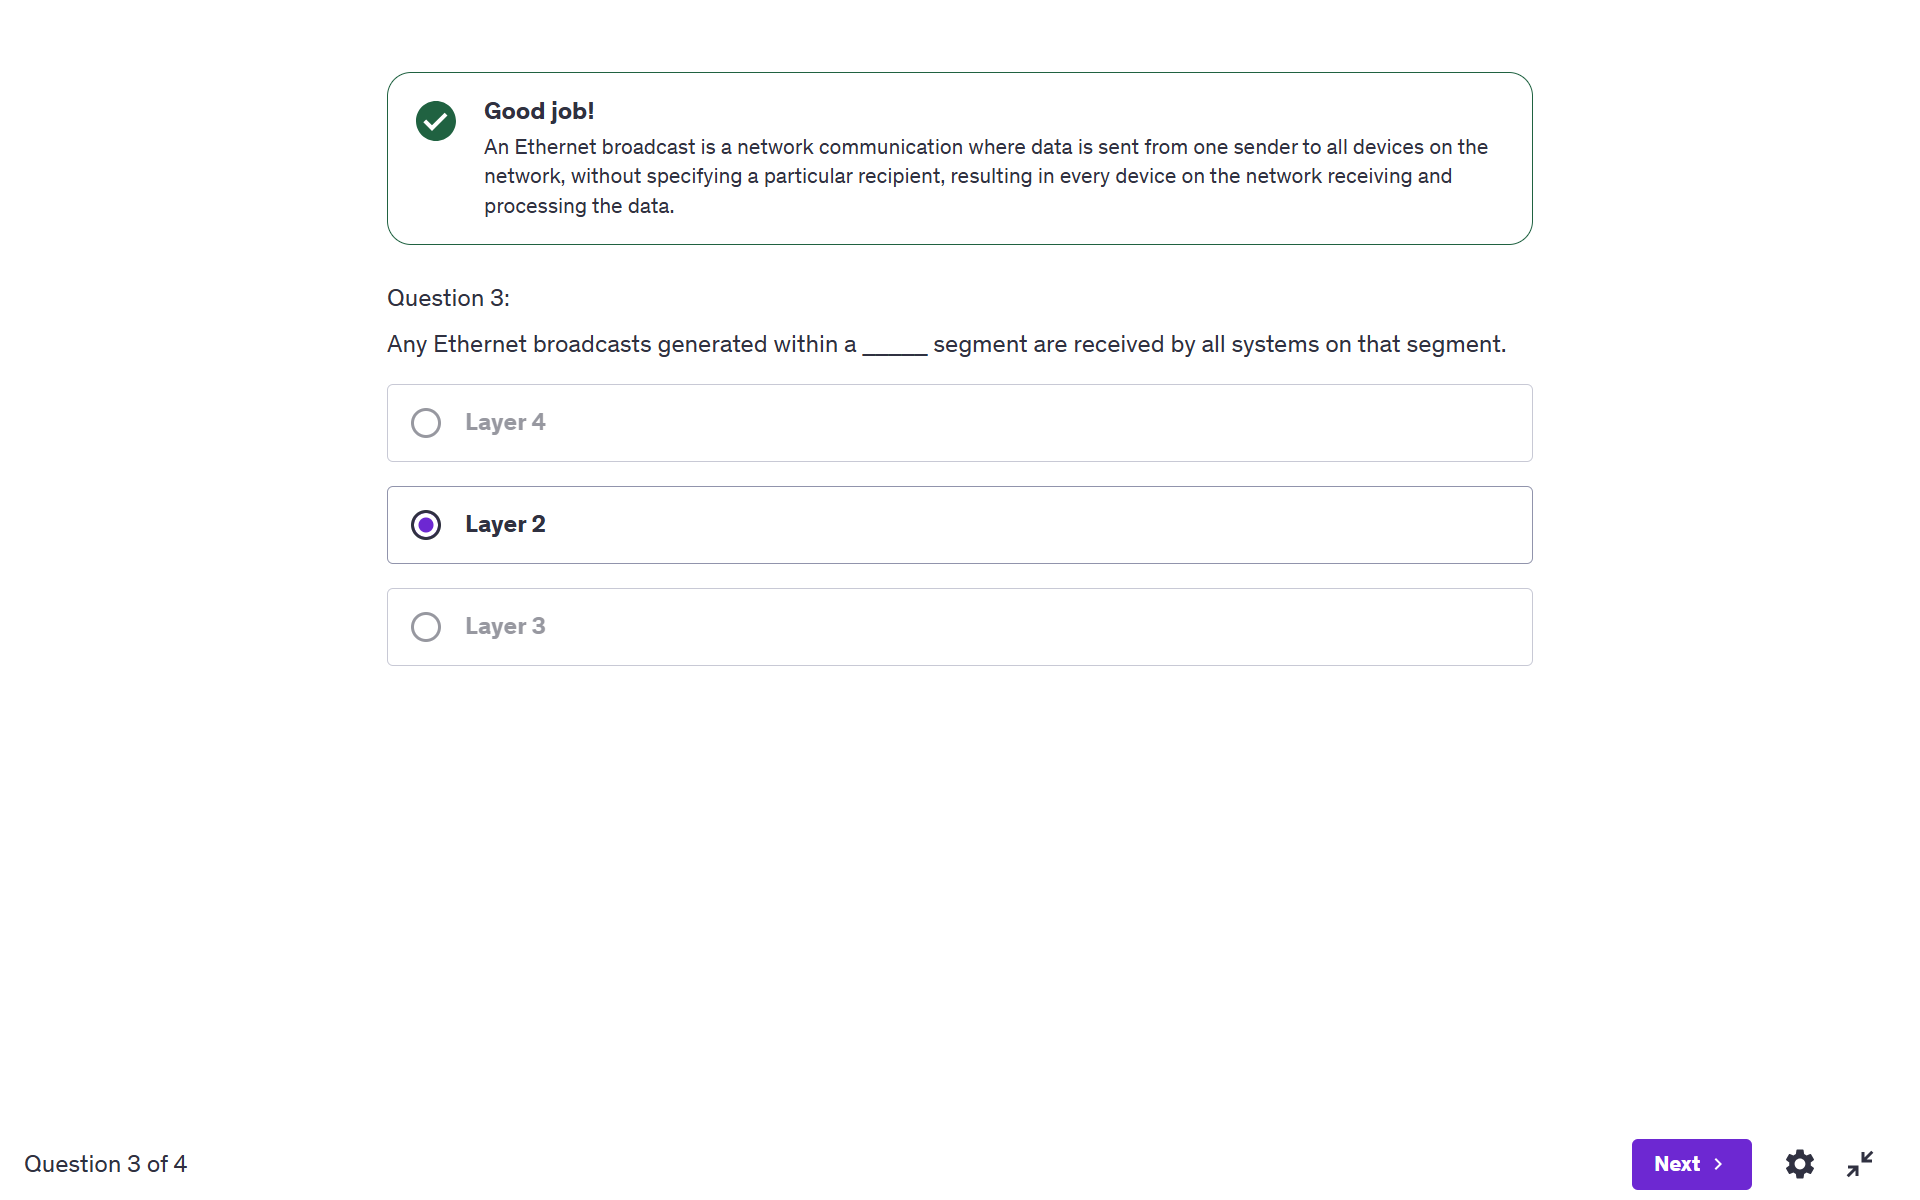 Good job!
An Ethernet broadcast is a network communication where data is sent from one sender to all devices on the
network, without specifying a particular recipient, resulting in every device on the network receiving and
processing the data.
Question 3:
Any Ethernet broadcasts generated within a _____ segment are received by all systems on that segment.
Layer 4
Layer 2
Layer 3
Question 3 of 4
Next